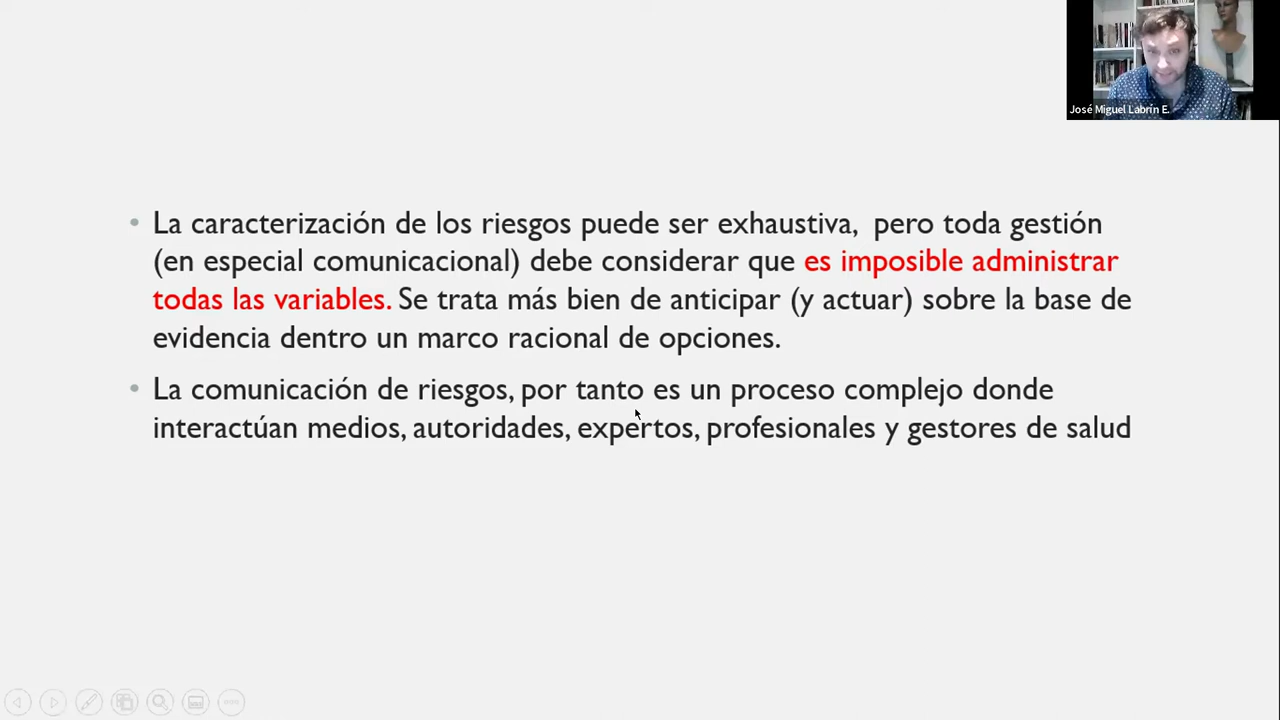 José Miguel Labrín E.
• La caracterización de los riesgos puede ser exhaustiva, pero toda gestión
(en especial comunicacional) debe considerar que es imposible administrar
todas las variables. Se trata más bien de anticipar (y actuar) sobre la base de
evidencia dentro un marco racional de opciones.
• La comunicación de riesgos, por tanto es un proceso complejo donde
interactúan medios, autoridades, expertos, profesionales y gestores de salud